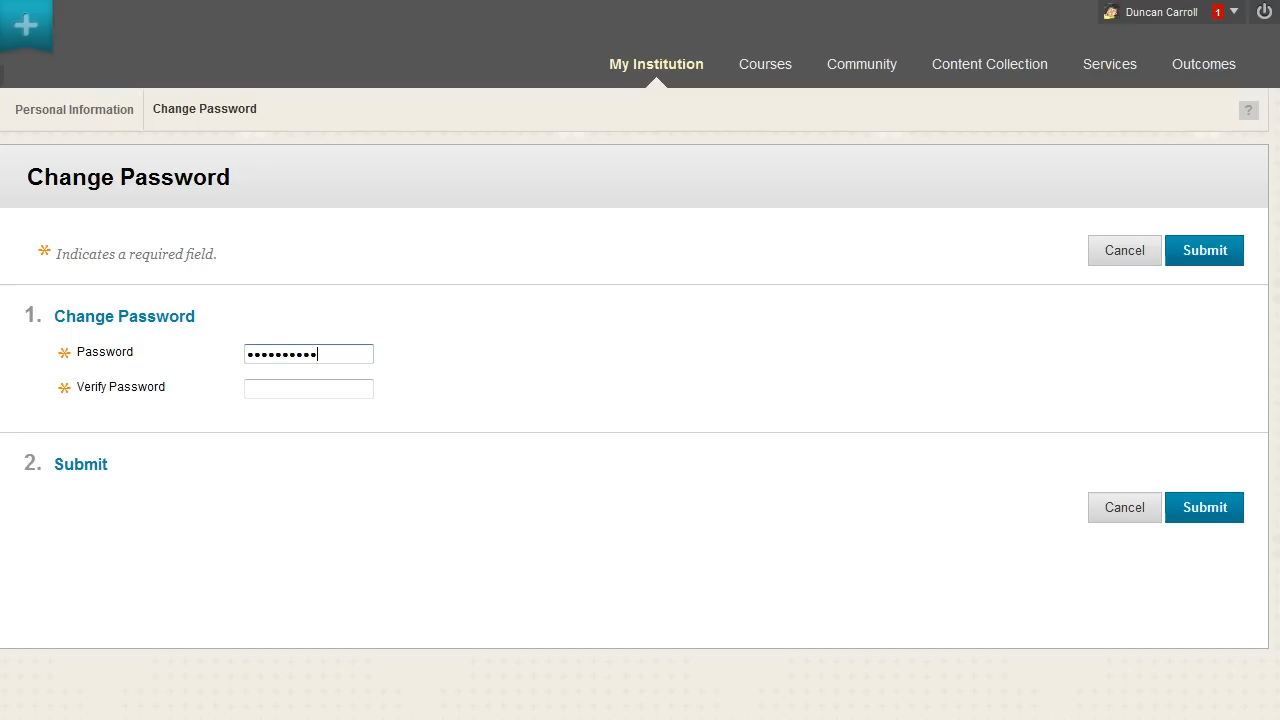 Duncan Carroll 1
My Institution Courses Community Content Collection Services Outcomes
Personal Information Change Password ?
Change Password
* Indicates a required field.
Cancel Submit
1. Change Password
* Password ••••••••••
* Verify Password
2. Submit
Cancel Submit